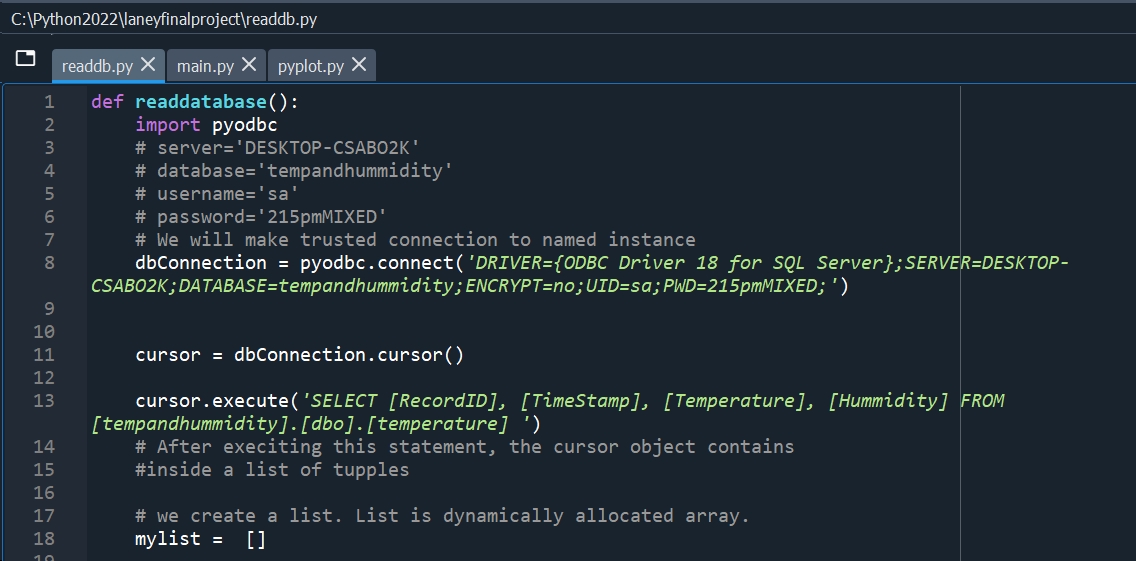 C:\Python2022\laneyfinalproject\readdb.py
readdb.py main.py pyplot.py
1 def readdatabase():
2 import pyodbc
3 # server='DESKTOP-CSABO2K'
4 # database='tempandhummidity'
5 # username='sa'
6 # password='215pmMIXED'
7 # We will make trusted connection to named instance
8 dbConnection = pyodbc.connect('DRIVER={ODBC Driver 18 for SQL Server};SERVER=DESKTOP-
CSABO2K;DATABASE=tempandhummidity;ENCRYPT=no;UID=sa;PWD=215pmMIXED;')
9
10
11 cursor = dbConnection.cursor()
12
13 cursor.execute('SELECT [RecordID], [TimeStamp], [Temperature], [Hummidity] FROM
[tempandhummidity].[dbo].[temperature] ')
14 # After execiting this statement, the cursor object contains
15 #inside a list of tupples
16
17 # we create a list. List is dynamically allocated array.
18 mylist = []
19